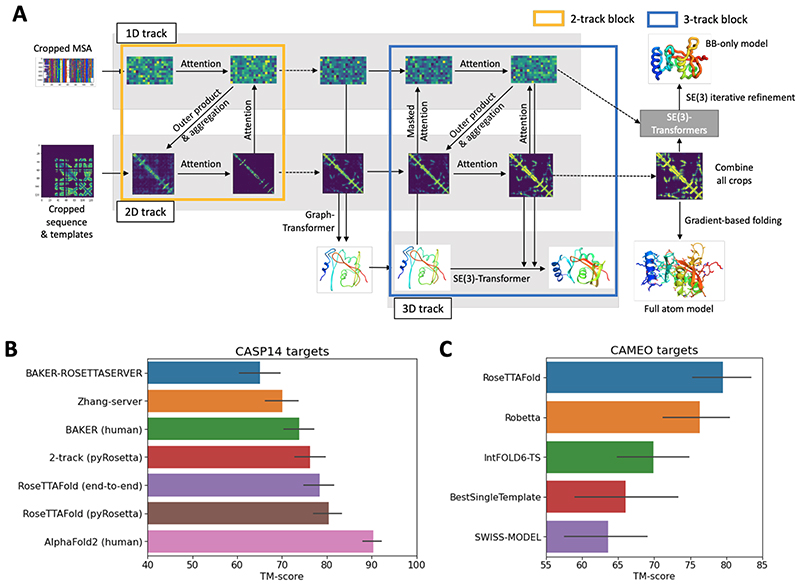 A
2-track block
3-track block
Cropped MSA
1D track
Attention
Attention
Outer product
& aggregation
Attention
Masked
Attention
Outer product
& aggregation
Attention
BB-only model
SE(3) iterative refinement
SE(3)-
Transformers
Attention
Attention
Combine
all crops
Cropped
sequence
& templates
2D track
Graph-
Transformer
Gradient-based folding
SE(3)-Transformer
3D track
Full atom model
B
CASP14 targets
BAKER-ROSETTASERVER
Zhang-server
BAKER (human)
2-track (pyRosetta)
RoseTTAFold (end-to-end)
RoseTTAFold (pyRosetta)
AlphaFold2 (human)
40 50 60 70 80 90 100
TM-score
C
CAMEO targets
RoseTTAFold
Robetta
IntFOLD6-TS
BestSingleTemplate
SWISS-MODEL
55 60 65 70 75 80 85
TM-score